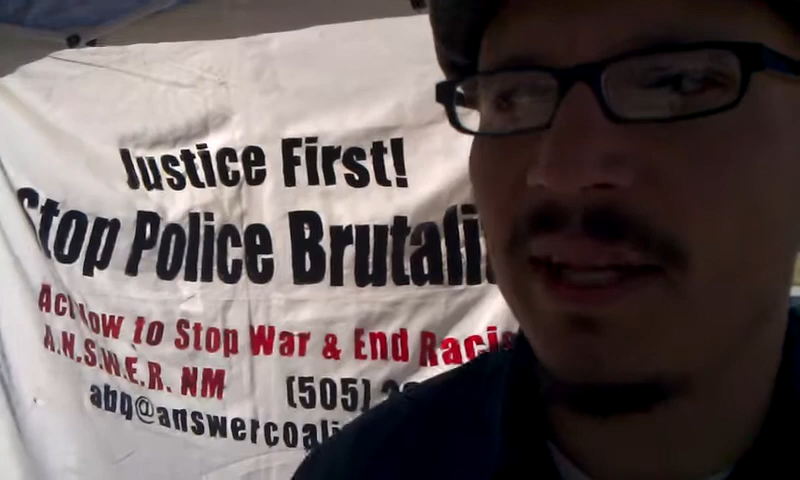 Justice First!
Stop Police Brutali
Act Now to Stop War & End Racis
A.N.S.W.E.R. NM (505)
abq@answercoali